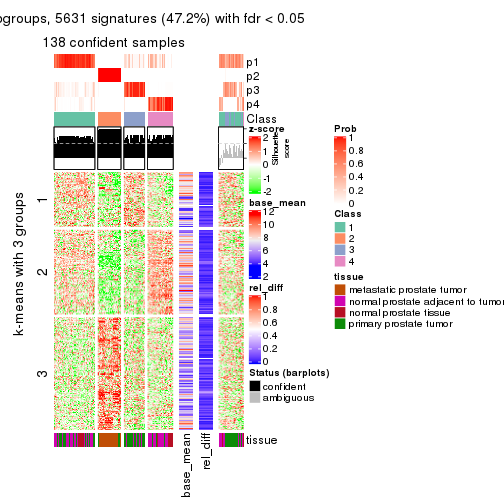 ogroups, 5631 signatures (47.2%) with fdr < 0.05
138 confident samples
p1
p2
p3
p4
Class
Silhouette
score
1
2
3
k-means with 3 groups
tissue
base_mean
rel_diff
z-score
2
1
0
-1
-2
base_mean
12
10
8
6
4
2
rel_diff
1
0.8
0.6
0.4
0.2
0
Status (barplots)
confident
ambiguous
Prob
1
0.8
0.6
0.4
0.2
0
Class
1
2
3
4
tissue
metastatic prostate tumor
normal prostate adjacent to tumor
normal prostate tissue
primary prostate tumor